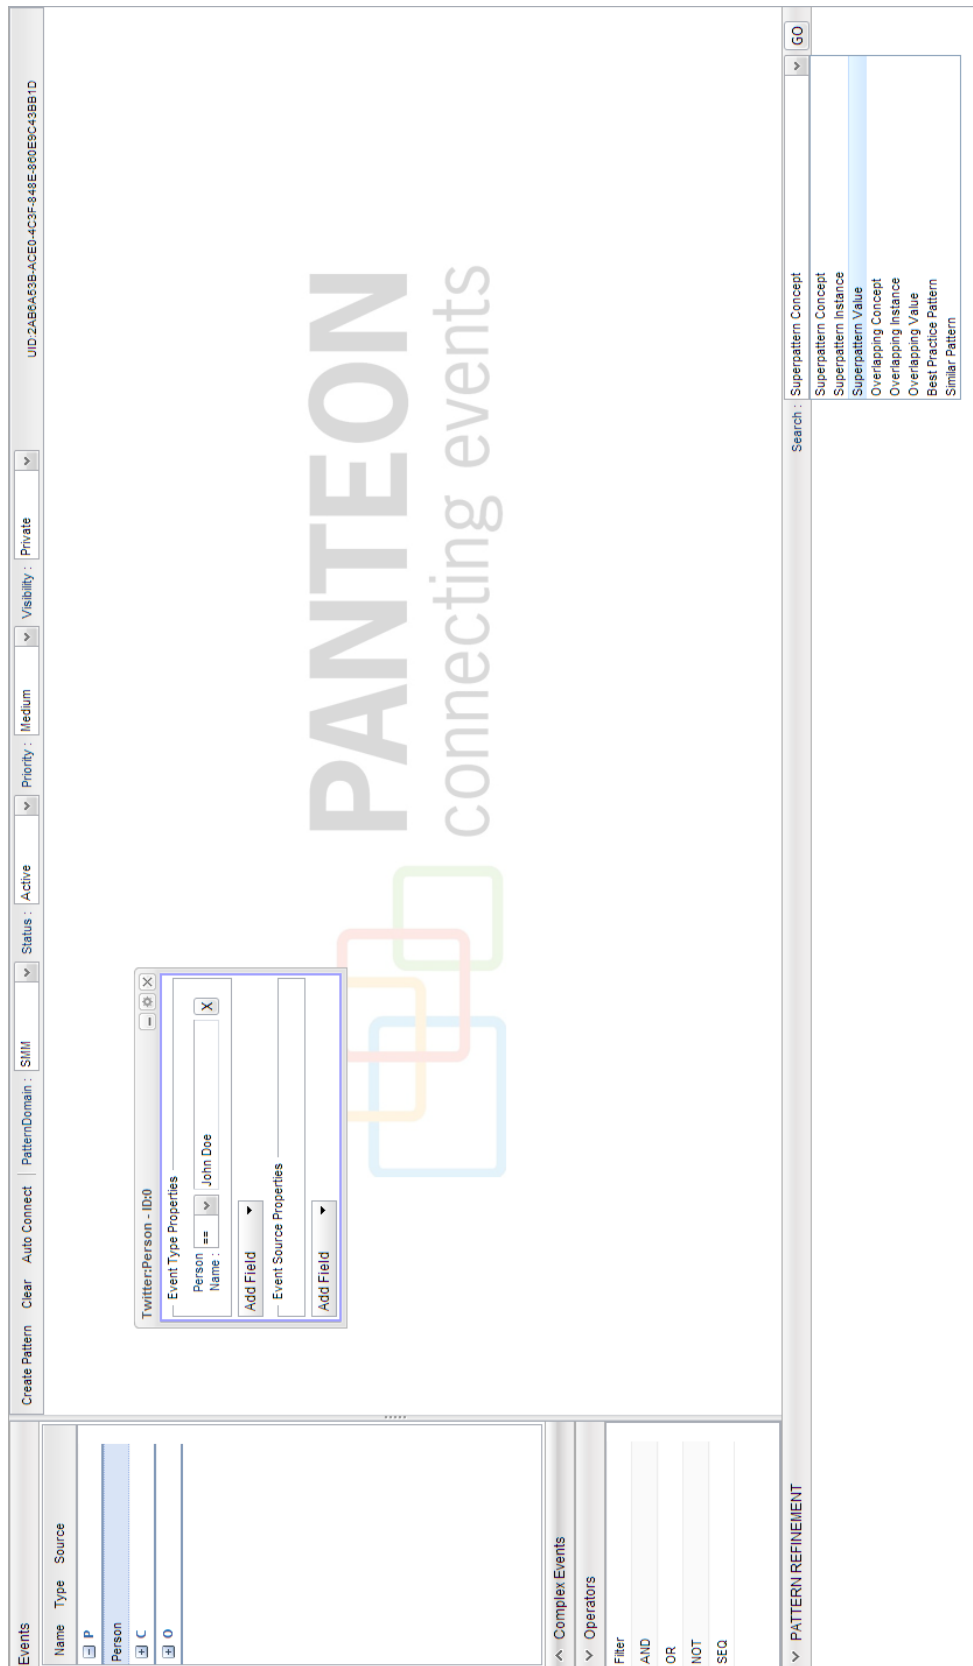 Events
Name Type Source
P
Person
C
O
Complex Events
Operators
Filter
AND
OR
NOT
SEQ
Create Pattern Clear Auto Connect PatternDomain : SMM Status : Active Priority : Medium Visibility : Private UID:2AB6A53B-ACE0-4C3F-848E-860E9C43BB1D
Twitter:Person - ID:0
Event Type Properties
Person
Name : == John Doe X
Add Field
Event Source Properties
Add Field
PANTEON
connecting events
PATTERN REFINEMENT Search : Superpattern Concept GO
Superpattern Concept
Superpattern Instance
Superpattern Value
Overlapping Concept
Overlapping Instance
Overlapping Value
Best Practice Pattern
Similar Pattern